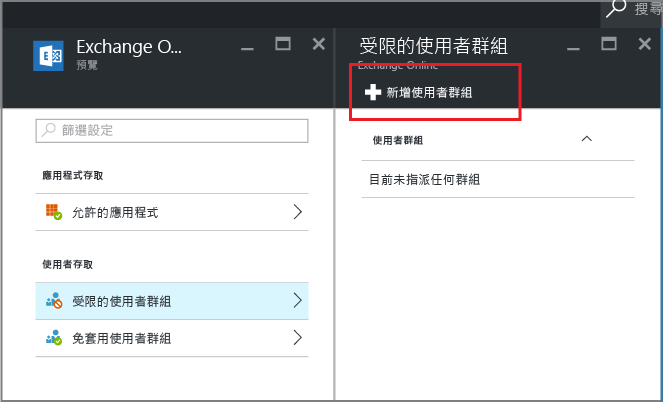 搜尋
Exchange O...
預覽
篩選設定
應用程式存取
允許的應用程式
使用者存取
受限的使用者群組
免套用使用者群組
受限的使用者群組
Exchange Online
新增使用者群組
使用者群組
目前未指派任何群組